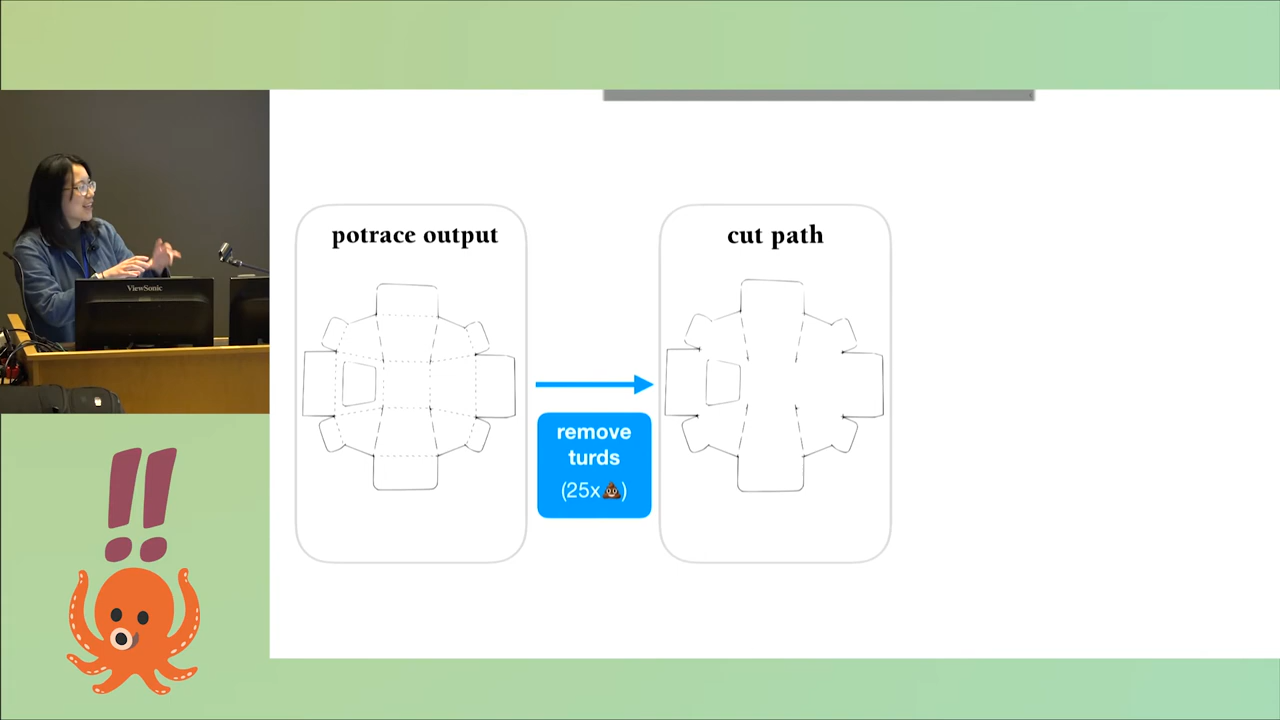 potrace output
cut path
ViewSonic
remove
turds
(25x💩)
!!